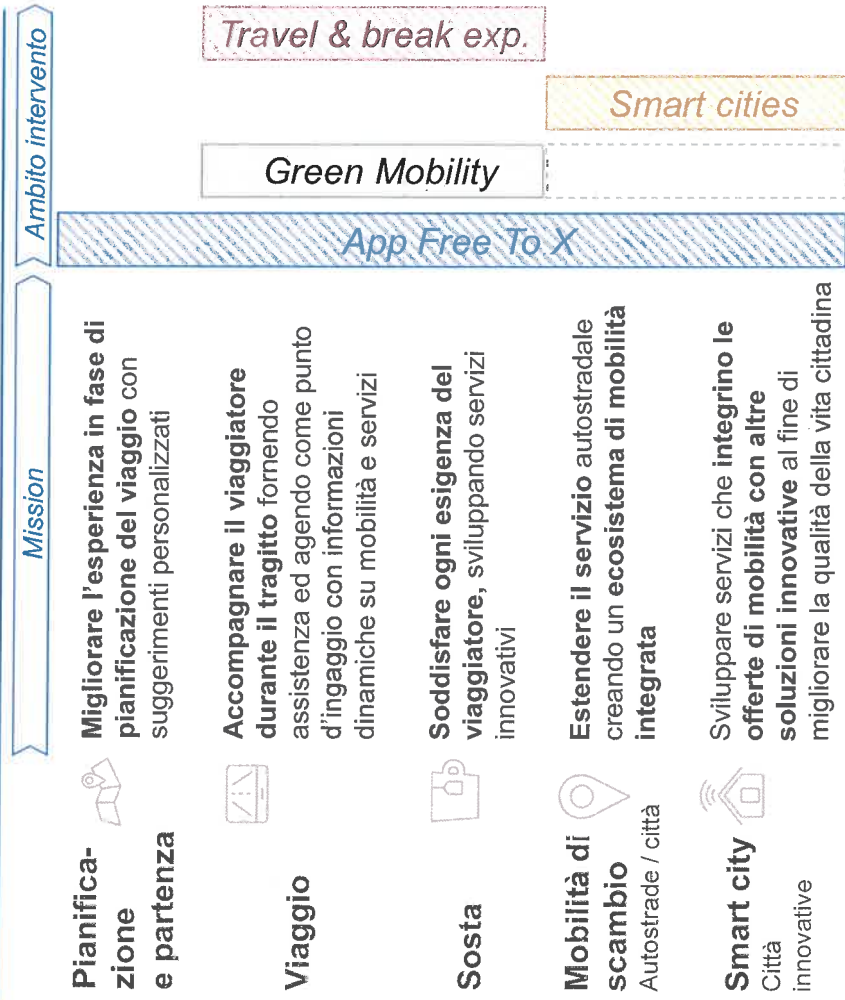 Mission
Ambito intervento
Pianifica-
zione
e partenza
Migliorare l'esperienza in fase di
pianificazione del viaggio con
suggerimenti personalizzati
Viaggio
Accompagnare il viaggiatore
durante il tragitto fornendo
assistenza ed agendo come punto
d'ingaggio con informazioni
dinamiche su mobilità e servizi
Sosta
Soddisfare ogni esigenza del
viaggiatore, sviluppando servizi
innovativi
Mobilità di
scambio
Autostrade / città
Estendere il servizio autostradale
creando un ecosistema di mobilità
integrata
Smart city
Città
innovative
Sviluppare servizi che integrino le
offerte di mobilità con altre
soluzioni innovative al fine di
migliorare la qualità della vita cittadina
App Free To X
Green Mobility
Smart cities
Travel & break exp.